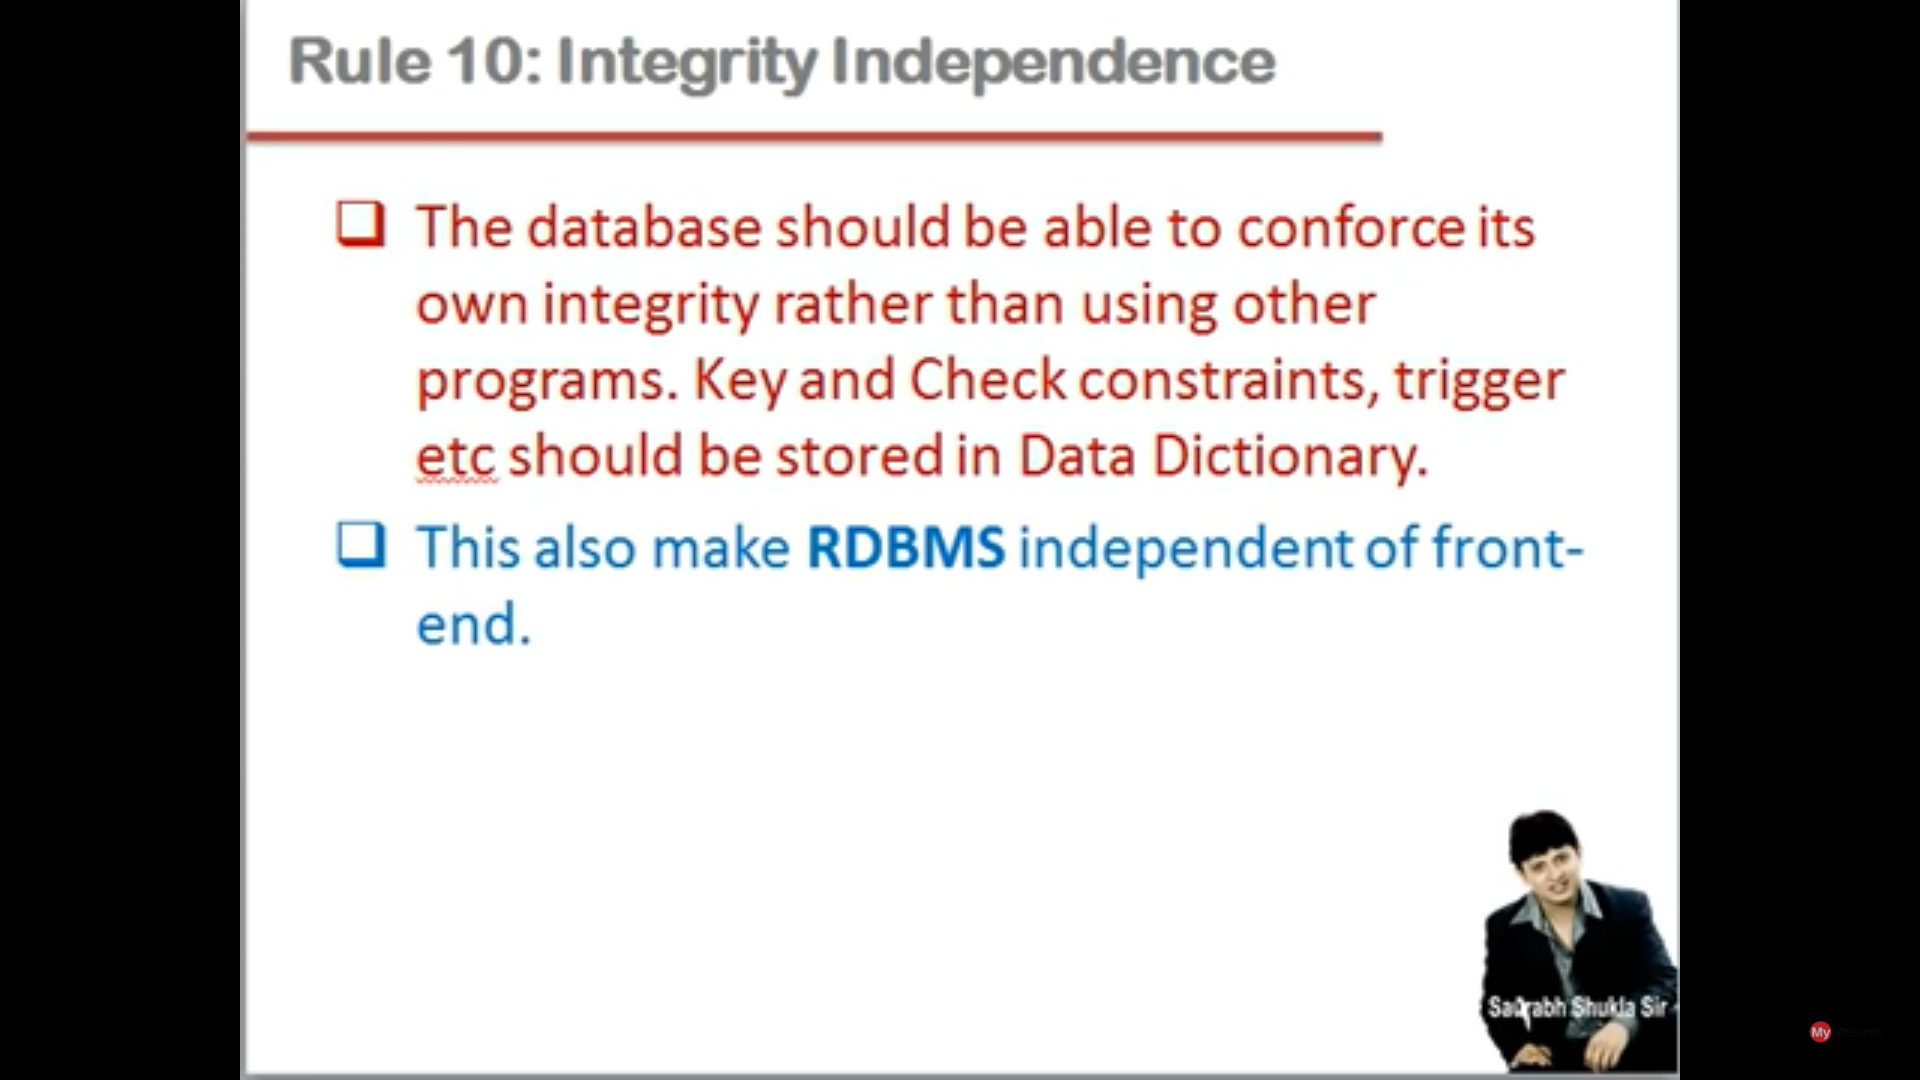 Rule 10: Integrity Independence
The database should be able to conforce its
own integrity rather than using other
programs. Key and Check constraints, trigger
etc should be stored in Data Dictionary.
This also make RDBMS independent of front-
end.
Saurabh Shukla Sir
My